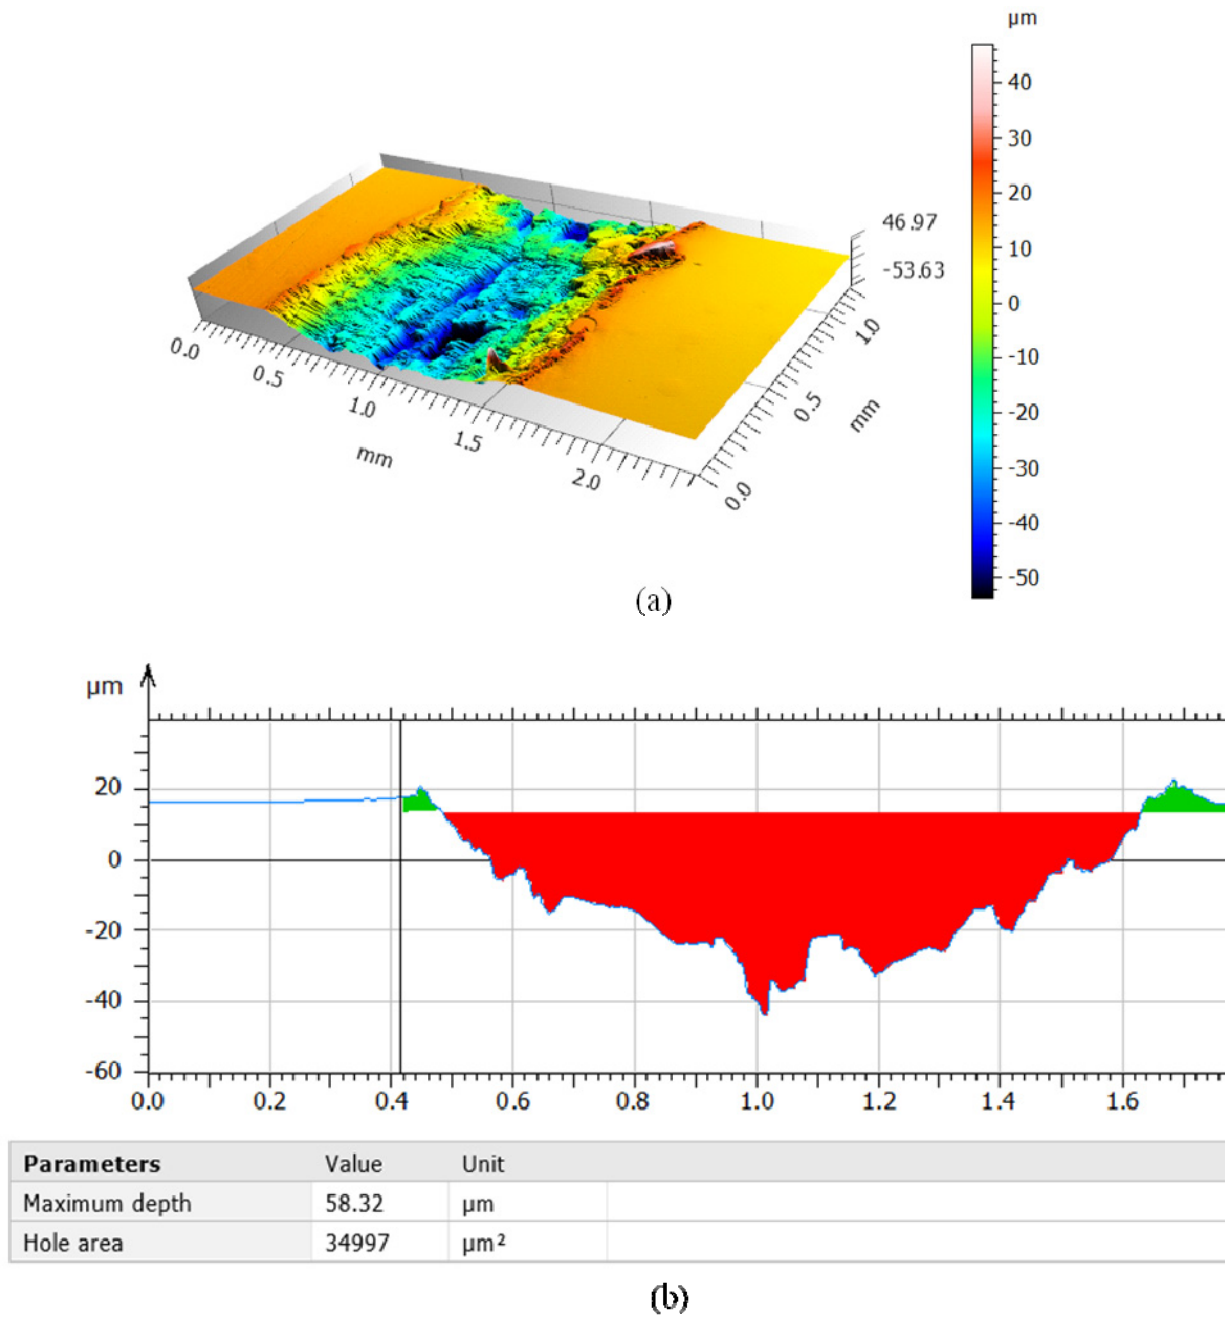 µm
40
30
20
10
0
-10
-20
-30
-40
-50
46.97
-53.63
0.0
0.5
1.0
1.5
2.0
mm
0.0
0.5
1.0
mm
(a)
µm
20
0
-20
-40
-60
0.0 0.2 0.4 0.6 0.8 1.0 1.2 1.4 1.6
Parameters Value Unit
Maximum depth 58.32 µm
Hole area 34997 µm²
(b)